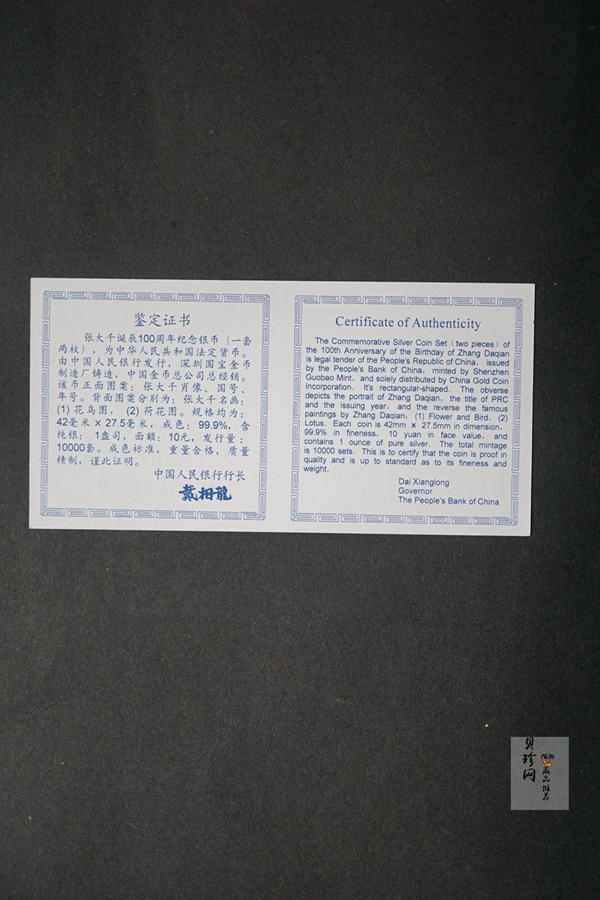 鉴定证书
张大千诞辰100周年纪念银币（一套
两枚），为中华人民共和国法定货币。
由中国人民银行发行，深圳国宝金币
制造厂铸造，中国金币总公司总经销。
该币正面图案：张大千肖像、国号、
年号。背面图案分别为：张大千名画：
(1) 花鸟图， (2) 荷花图。规格均为：
42毫米 × 27.5毫米，成色：99.9%，含
纯银：1盎司，面额：10元，发行量：
10000套。成色标准，重量合格，质量
精制，谨此证明。
中国人民银行行长
戴相龍
Certificate of Authenticity
The Commemorative Silver Coin Set (two pieces) of
the 100th Anniversary of the Birthday of Zhang Daqian
is legal tender of the People's Republic of China, issued
by the People's Bank of China, minted by Shenzhen
Guobao Mint, and solely distributed by China Gold Coin
Incorporation. It's rectangular-shaped. The obverse
depicts the portrait of Zhang Daqian, the title of PRC
and the issuing year, and the reverse the famous
paintings by Zhang Daqian: (1) Flower and Bird, (2)
Lotus. Each coin is 42mm × 27.5mm in dimension,
99.9% in fineness, 10 yuan in face value, and
contains 1 ounce of pure silver. The total mintage
is 10000 sets. This is to certify that the coin is proof in
quality and is up to standard as to its fineness and
weight.
Dai Xianglong
Governor
The People's Bank of China
贝珍网
藏品推荐